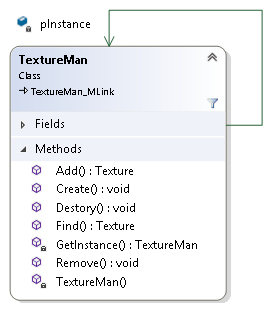 pInstance
TextureMan
Class
TextureMan_MLink
Fields
Methods
Add() : Texture
Create() : void
Destory() : void
Find() : Texture
GetInstance() : TextureMan
Remove() : void
TextureMan()